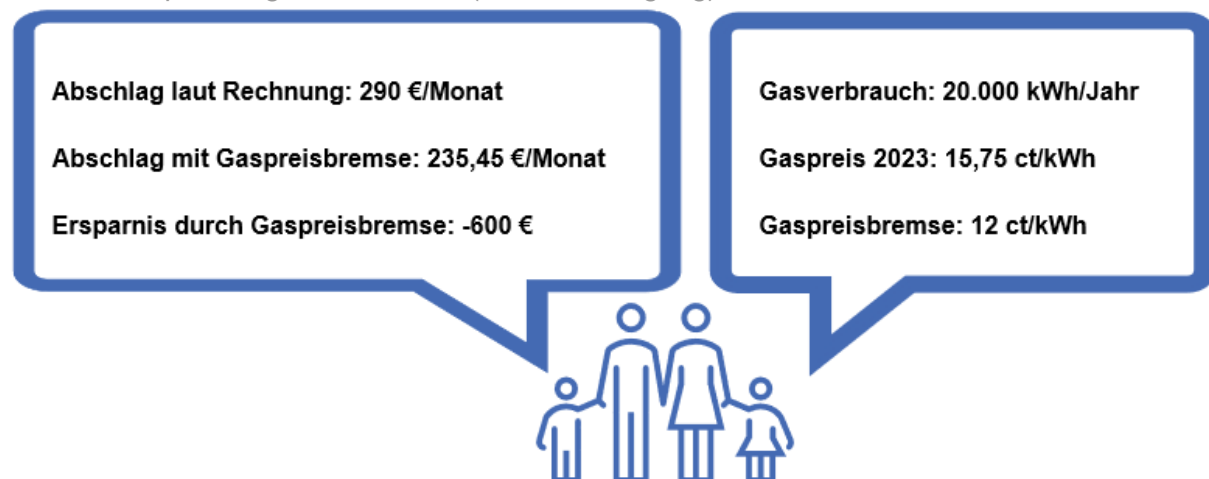 Abschlag laut Rechnung: 290 €/Monat
Abschlag mit Gaspreisbremse: 235,45 €/Monat
Ersparnis durch Gaspreisbremse: -600 €
Gasverbrauch: 20.000 kWh/Jahr
Gaspreis 2023: 15,75 ct/kWh
Gaspreisbremse: 12 ct/kWh